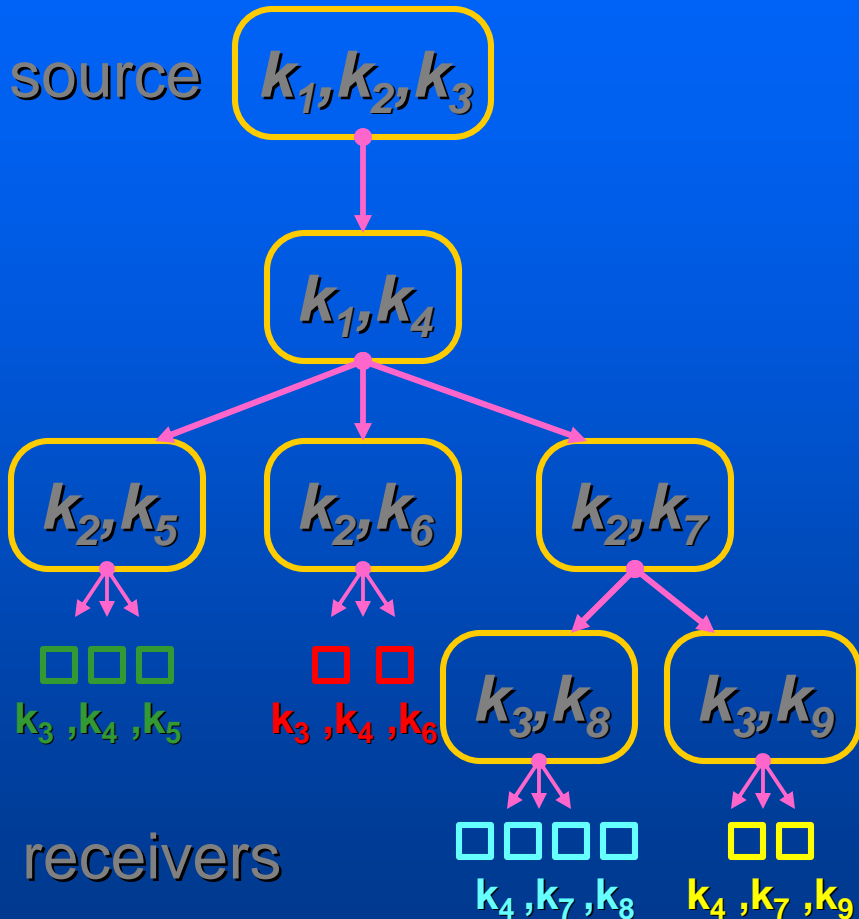 source k₁,k₂,k₃
k₁,k₄
k₂,k₅ k₂,k₆ k₂,k₇
k₃,k₈ k₃,k₉
k₃ ,k₄ ,k₅ k₃ ,k₄ ,k₆
receivers
k₄ ,k₇ ,k₈ k₄ ,k₇ ,k₉